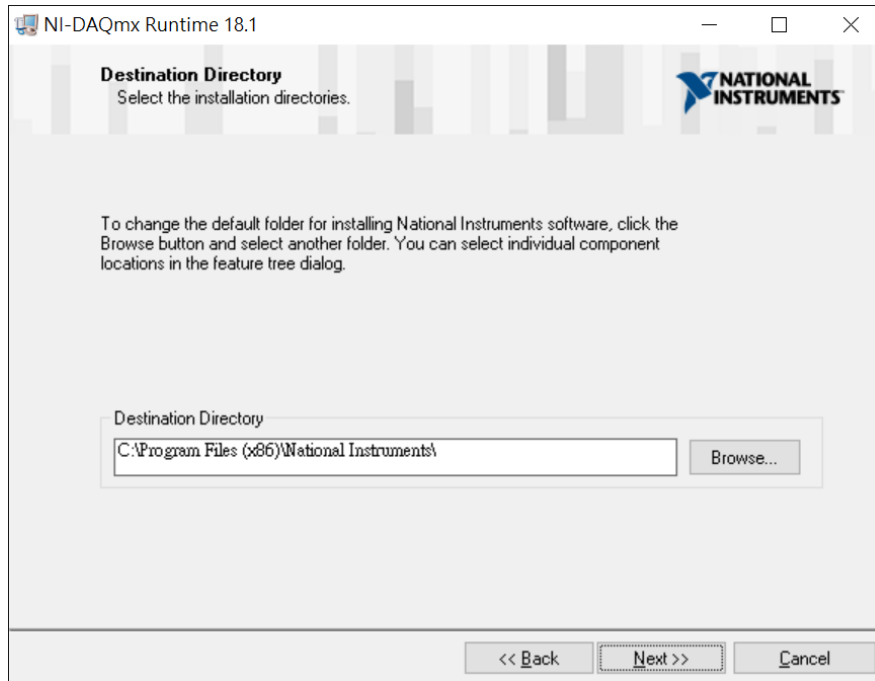 NI-DAQmx Runtime 18.1
Destination Directory
Select the installation directories.
NATIONAL
INSTRUMENTS
To change the default folder for installing National Instruments software, click the
Browse button and select another folder. You can select individual component
locations in the feature tree dialog.
Destination Directory
C:\Program Files (x86)\National Instruments\
Browse...
<< Back
Next >>
Cancel